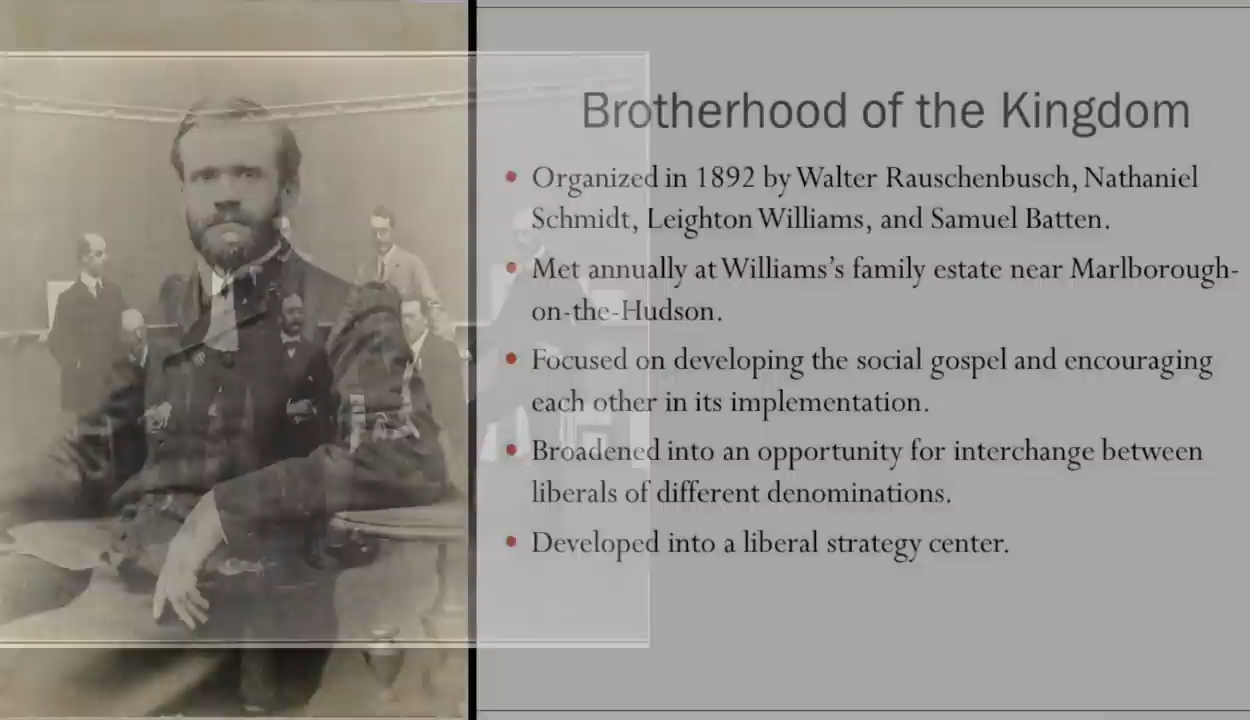 Brotherhood of the Kingdom
• Organized in 1892 by Walter Rauschenbusch, Nathaniel
Schmidt, Leighton Williams, and Samuel Batten.
• Met annually at Williams's family estate near Marlborough-
on-the-Hudson.
• Focused on developing the social gospel and encouraging
each other in its implementation.
• Broadened into an opportunity for interchange between
liberals of different denominations.
• Developed into a liberal strategy center.